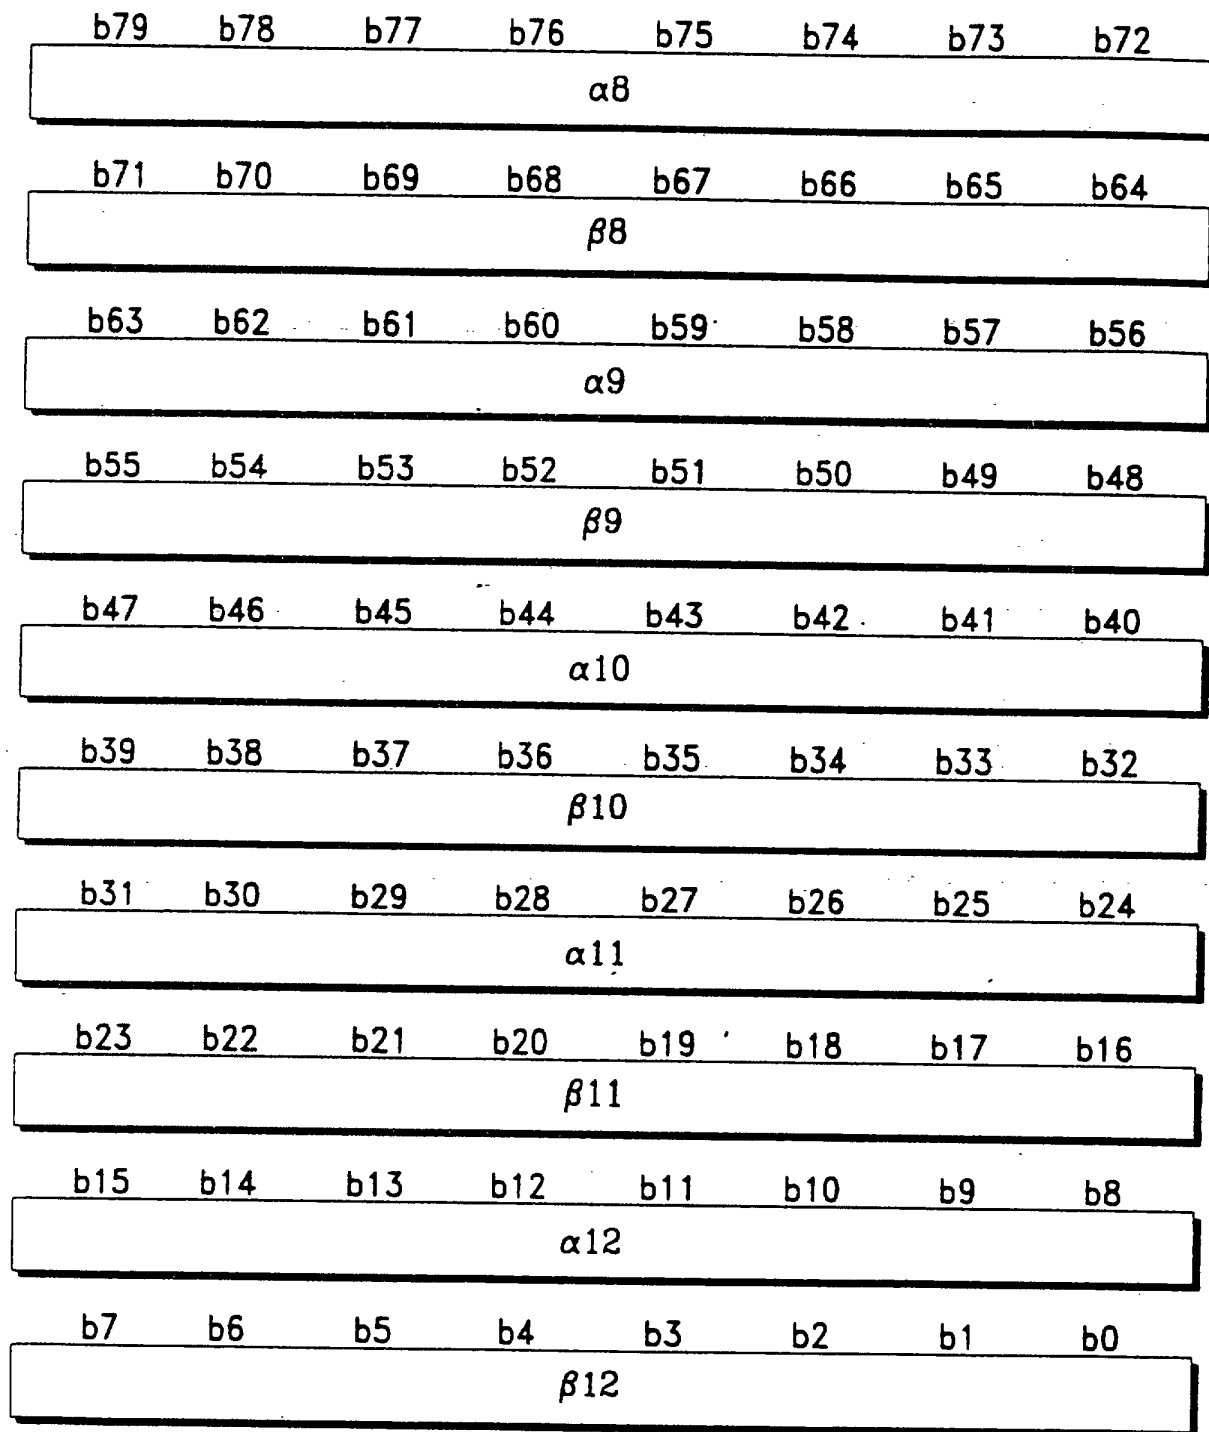 b79 b78 b77 b76 b75 b74 b73 b72
α8
b71 b70 b69 b68 b67 b66 b65 b64
β8
b63 b62 b61 b60 b59 b58 b57 b56
α9
b55 b54 b53 b52 b51 b50 b49 b48
β9
b47 b46 b45 b44 b43 b42 b41 b40
α10
b39 b38 b37 b36 b35 b34 b33 b32
β10
b31 b30 b29 b28 b27 b26 b25 b24
α11
b23 b22 b21 b20 b19 b18 b17 b16
β11
b15 b14 b13 b12 b11 b10 b9 b8
α12
b7 b6 b5 b4 b3 b2 b1 b0
β12